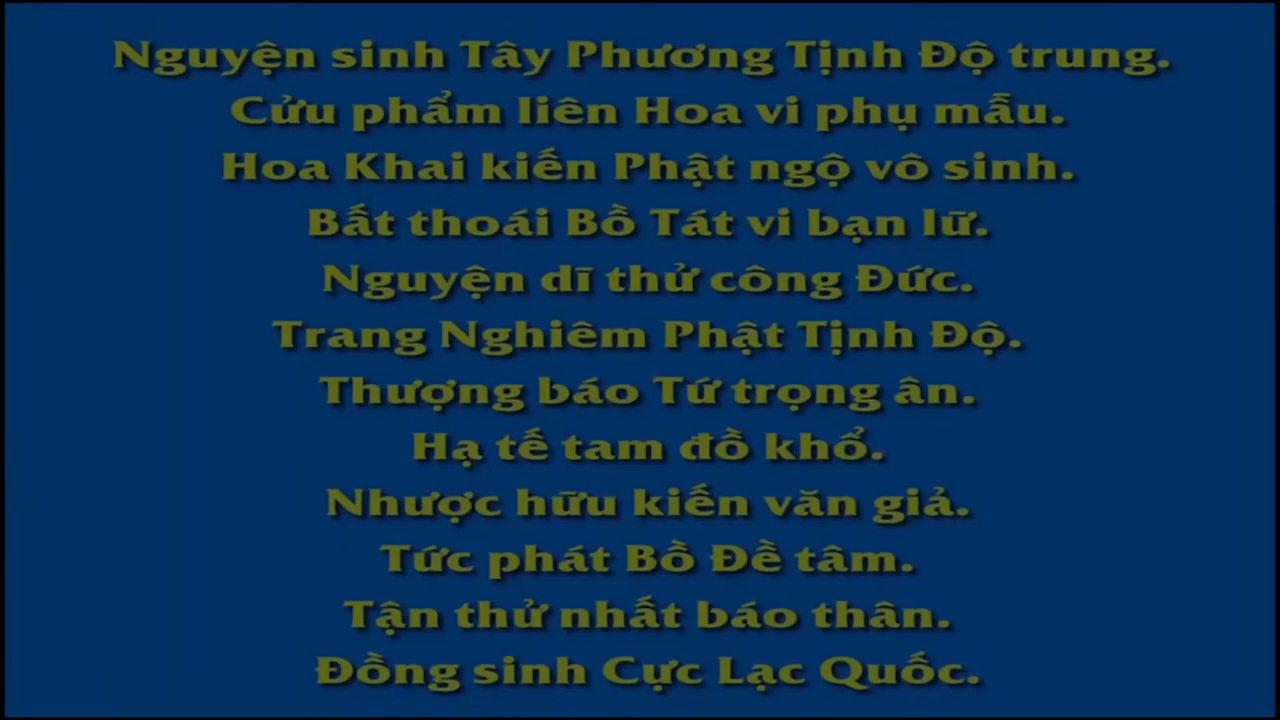 Nguyện sinh Tây Phương Tịnh Độ trung.
Cửu phẩm liên Hoa vi phụ mẫu.
Hoa Khai kiến Phật ngộ vô sinh.
Bất thoái Bồ Tát vi bạn lữ.
Nguyện dĩ thử công Đức.
Trang Nghiêm Phật Tịnh Độ.
Thượng báo Tứ trọng ân.
Hạ tế tam đồ khổ.
Nhược hữu kiến văn giả.
Tức phát Bồ Đề tâm.
Tận thử nhất báo thân.
Đồng sinh Cực Lạc Quốc.